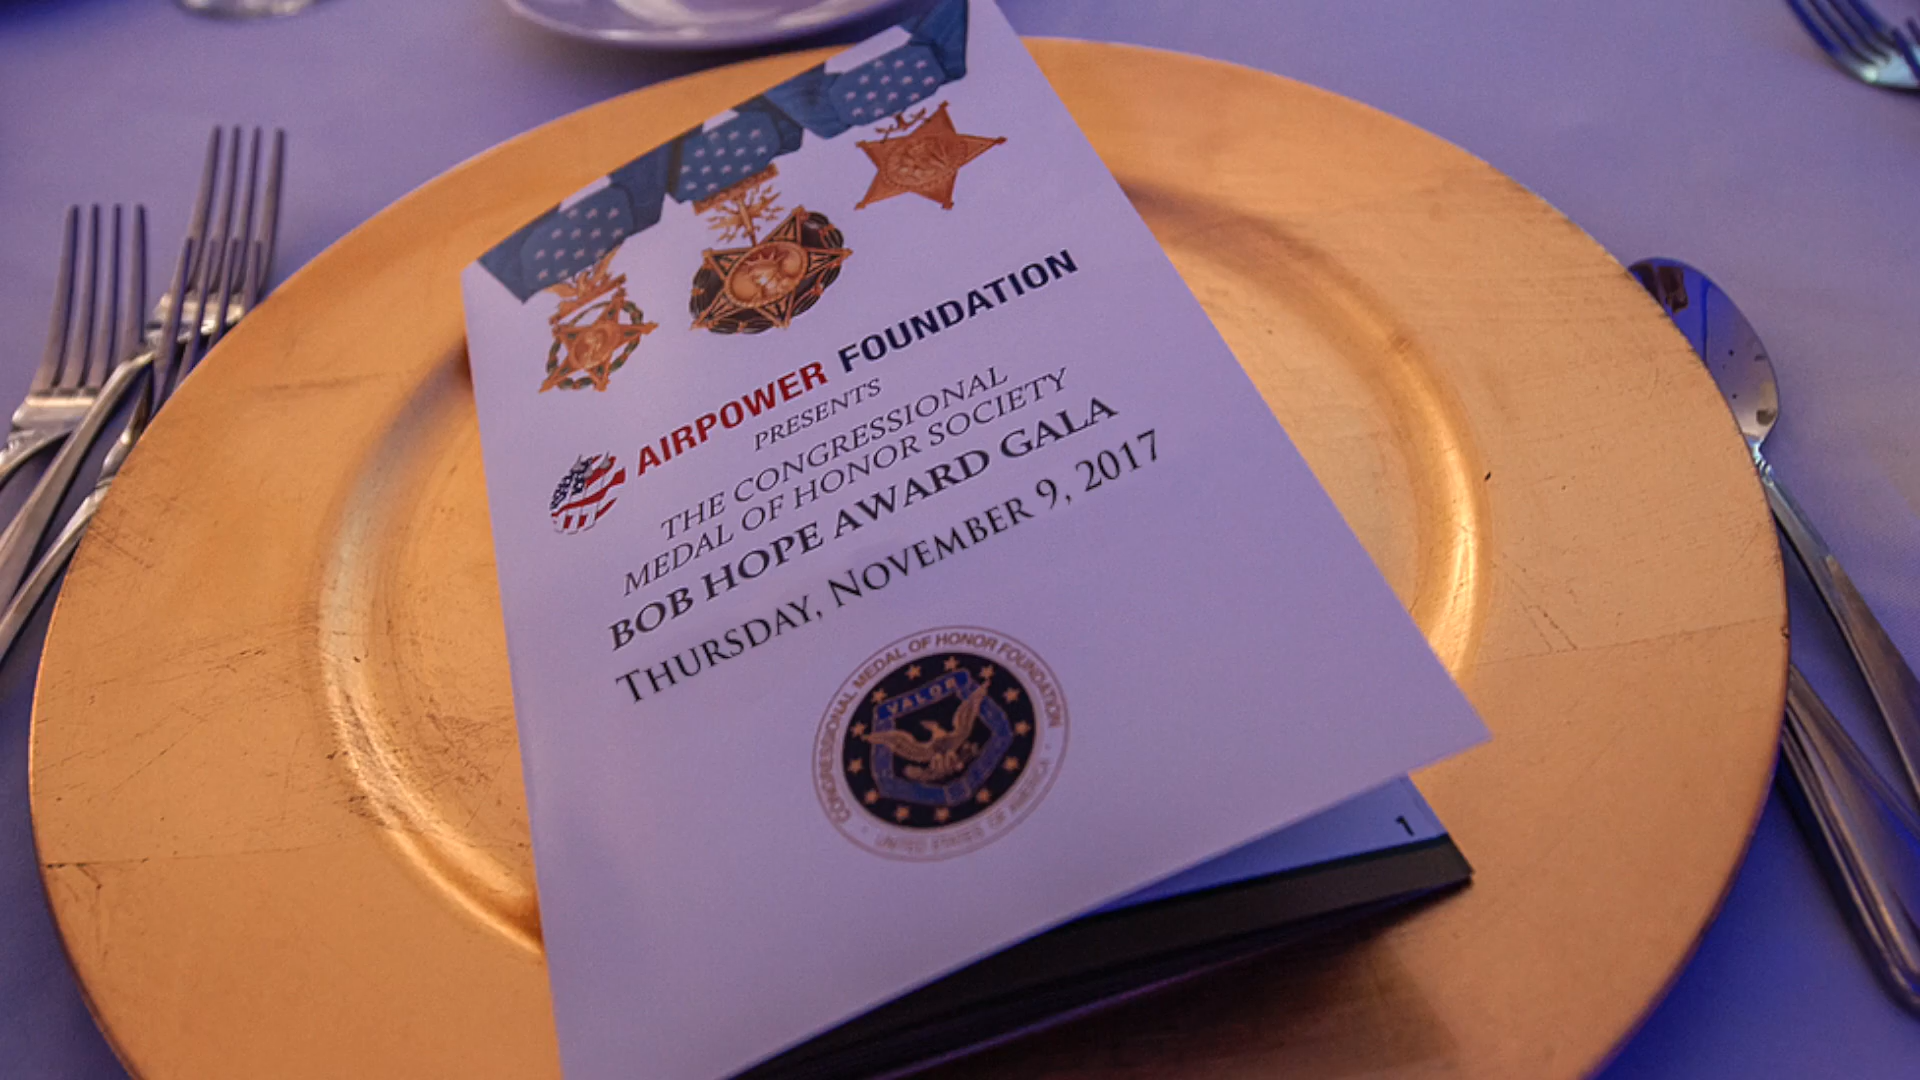 AIRPOWER FOUNDATION
PRESENTS
THE CONGRESSIONAL
MEDAL OF HONOR SOCIETY
BOB HOPE AWARD GALA
THURSDAY, NOVEMBER 9, 2017
CONGRESSIONAL MEDAL OF HONOR FOUNDATION
VALOR
UNITED STATES OF AMERICA
1